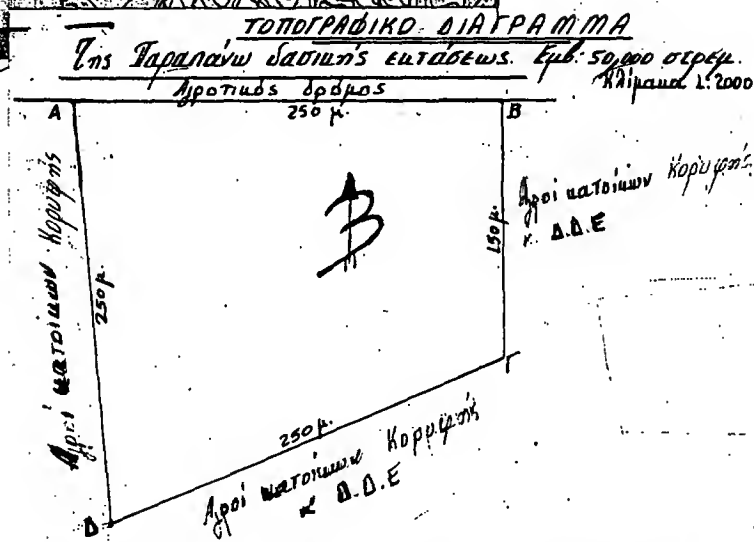 ΤΟΠΟΓΡΑΦΙΚΟ ΔΙΑΓΡΑΜΜΑ
Της Παραπάνω δασικής εκτάσεως. Εμβ: 50,000 στρεμ.
Κλίμακα 1:2000
Αγροτικός δρόμος
Α 250 μ. Β
Αγροί κατοίκων Κορυφής
250 μ.
Β
150 μ.
Αγροί κατοίκων Κορυφής
κ. Δ.Δ.Ε
Γ
250 μ.
Αγροί κατοίκων Κορυφής
κ Δ.Δ.Ε
Δ